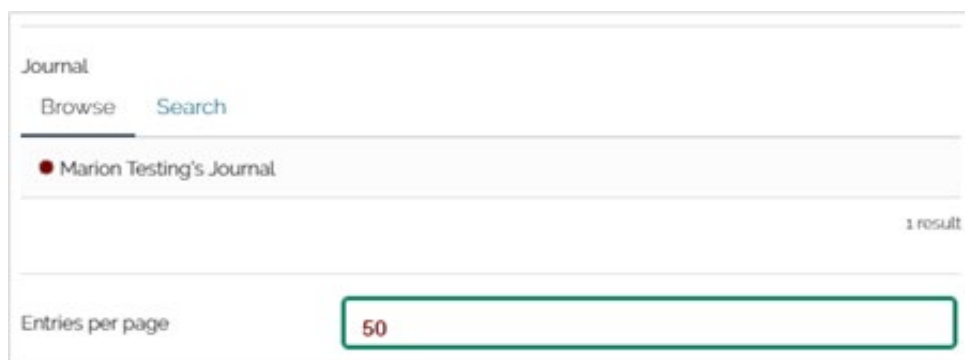 Journal
Browse Search
Marion Testing's Journal
1 result
Entries per page 50